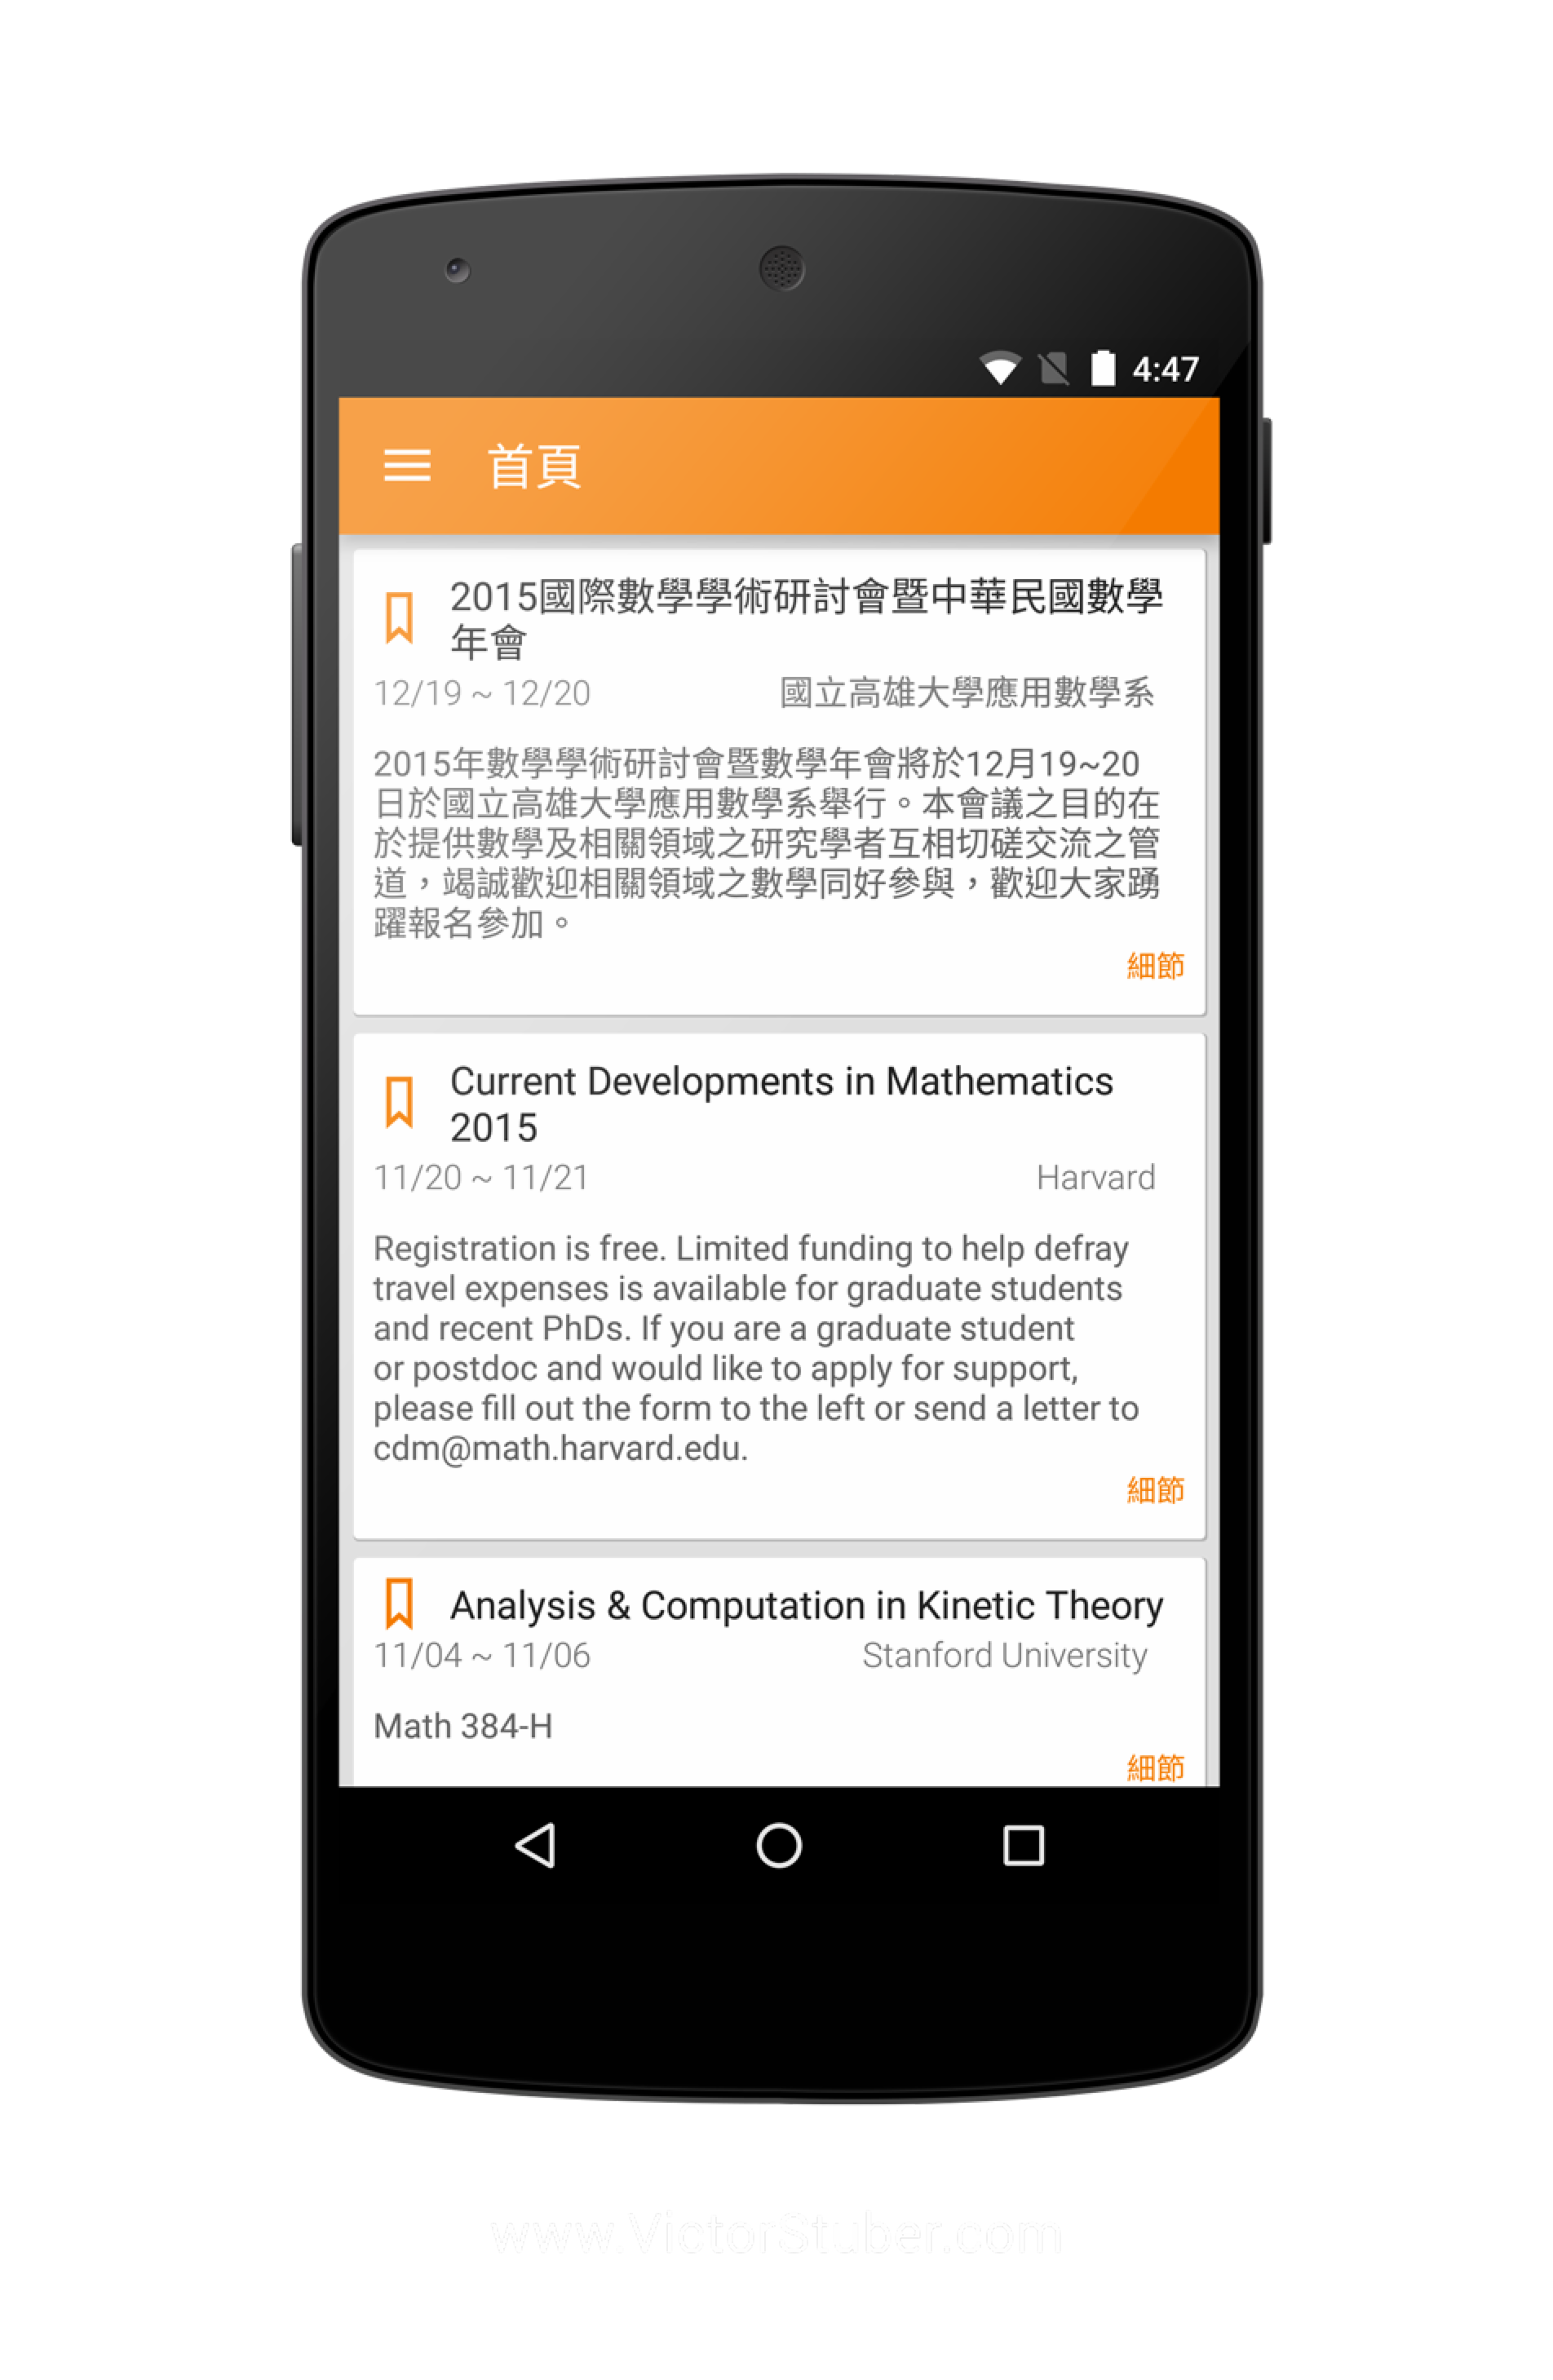 4:47
首頁
2015國際數學學術研討會暨中華民國數學
年會
12/19 ~ 12/20 國立高雄大學應用數學系
2015年數學學術研討會暨數學年會將於12月19~20
日於國立高雄大學應用數學系舉行。本會議之目的在
於提供數學及相關領域之研究學者互相切磋交流之管
道，竭誠歡迎相關領域之數學同好參與，歡迎大家踴
躍報名參加。
細節
Current Developments in Mathematics
2015
11/20 ~ 11/21 Harvard
Registration is free. Limited funding to help defray
travel expenses is available for graduate students
and recent PhDs. If you are a graduate student
or postdoc and would like to apply for support,
please fill out the form to the left or send a letter to
cdm@math.harvard.edu.
細節
Analysis & Computation in Kinetic Theory
11/04 ~ 11/06 Stanford University
Math 384-H
細節
www.VictorStuber.com